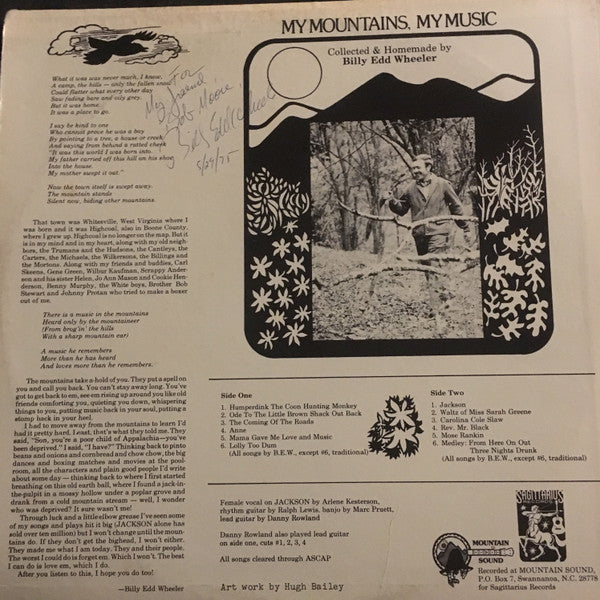 MY MOUNTAINS, MY MUSIC
Collected & Homemade by
Billy Edd Wheeler
What it was was never much, I know,
A camp, the hills — only the fallen snow
Could flatter what every other day
Saw fading bare and oily grey.
But it was home.
It was a place to go.
I say be kind to one
Who cannot prove he was a boy
By pointing to a tree, a house or creek
And saying from behind a ratted cheek
"It was this world I was born into.
My father carried off this hill on his shoe
Into the house.
My mother swept it out."
Now the town itself is swept away.
The mountain stands
Silent now, hiding other mountains.
My friend
Bob Moore
Billy Edd Wheeler
5/24/75
That town was Whitesville, West Virginia where I
was born and it was Highcoal, also in Boone County,
where I grew up. Highcoal is no longer on the map. But it
is in my mind and in my heart, along with my old neigh-
bors, the Trumans and the Hudsons, the Cantleys, the
Carters, the Michaels, the Wilkersons, the Billings and
the Mortons. Along with my friends and buddies, Carl
Skeens, Gene Green, Wilbur Kaufman, Scrappy Ander-
son and his sister Helen, Jo Ann Mason and Cookie Hen-
derson, Benny Murphy, the White boys, Brother Bob
Stewart and Johnny Protan who tried to make a boxer
out of me.
There is a music in the mountains
Heard only by the mountaineer
(From brog'in' the hills
With a sharp mountain ear)
A music he remembers
More than he has heard
And loves more than he remembers.
The mountains take a hold of you. They put a spell on
you and call you back. You can't stay away long. You've
got to get back to em, see em rising up around you like old
friends comforting you, quieting you down, whispering
things to you, putting music back in your soul, putting a
stomp back in your heel.
I had to move away from the mountains to learn I'd
had it pretty hard. Least, that's what they told me. They
said, "Son, you're a poor child of Appalachia—you've
been deprived." I said, "I have?" Thinking back to pinto
beans and onions and cornbread and chow chow, the big
dances and boxing matches and movies at the pool-
room, all the characters and plain good people I'd write
about some day — thinking back to where I first started
breathing on this old earth ball, where I found a jack-in-
the-palpit in a mossy hollow under a poplar grove and
drank from a cold mountain stream — well, I wonder
who was deprived? It sure wasn't me!
Through luck and a little elbow grease I've seen some
of my songs and plays hit it big (JACKSON alone has
sold over ten million) but I won't change until the moun-
tains do. If they don't get the bighead, I won't either.
They made me what I am today. They and their people.
The worst I could do is forget em. Which I won't. The best
I can do is love em, which I do.
After you listen to this, I hope you do too!
—Billy Edd Wheeler
Side One
1. Humperdink The Coon Hunting Monkey
2. Ode To The Little Brown Shack Out Back
3. The Coming Of The Roads
4. Anne
5. Mama Gave Me Love and Music
6. Lolly Too Dum
(All songs by B.E.W., except #6, traditional)
Side Two
1. Jackson
2. Waltz of Miss Sarah Greene
3. Carolina Cole Slaw
4. Rev. Mr. Black
5. Mose Rankin
6. Medley: From Here On Out
Three Nights Drunk
(All songs by B.E.W. except #6, traditional)
Female vocal on JACKSON by Arlene Kesterson,
rhythm guitar by Ralph Lewis, banjo by Marc Pruett,
lead guitar by Danny Rowland
Danny Rowland also played lead guitar
on side one, cuts #1, 2, 3, 4
All songs cleared through ASCAP
Art work by Hugh Bailey
SAGITTARIUS
MOUNTAIN
SOUND
Recorded at MOUNTAIN SOUND,
P.O. Box 7, Swannanoa, N.C. 28778
for Sagittarius Records